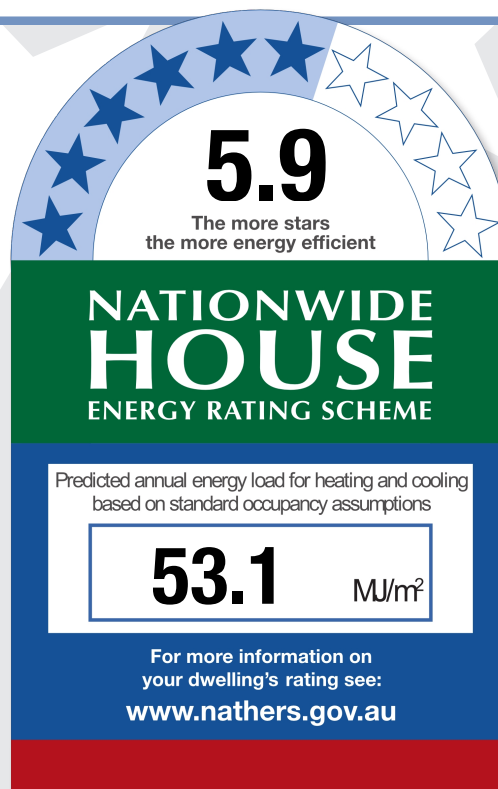 5.9
The more stars
the more energy efficient
NATIONWIDE
HOUSE
ENERGY RATING SCHEME
Predicted annual energy load for heating and cooling
based on standard occupancy assumptions
53.1 MJ/m²
For more information on
your dwelling's rating see:
www.nathers.gov.au